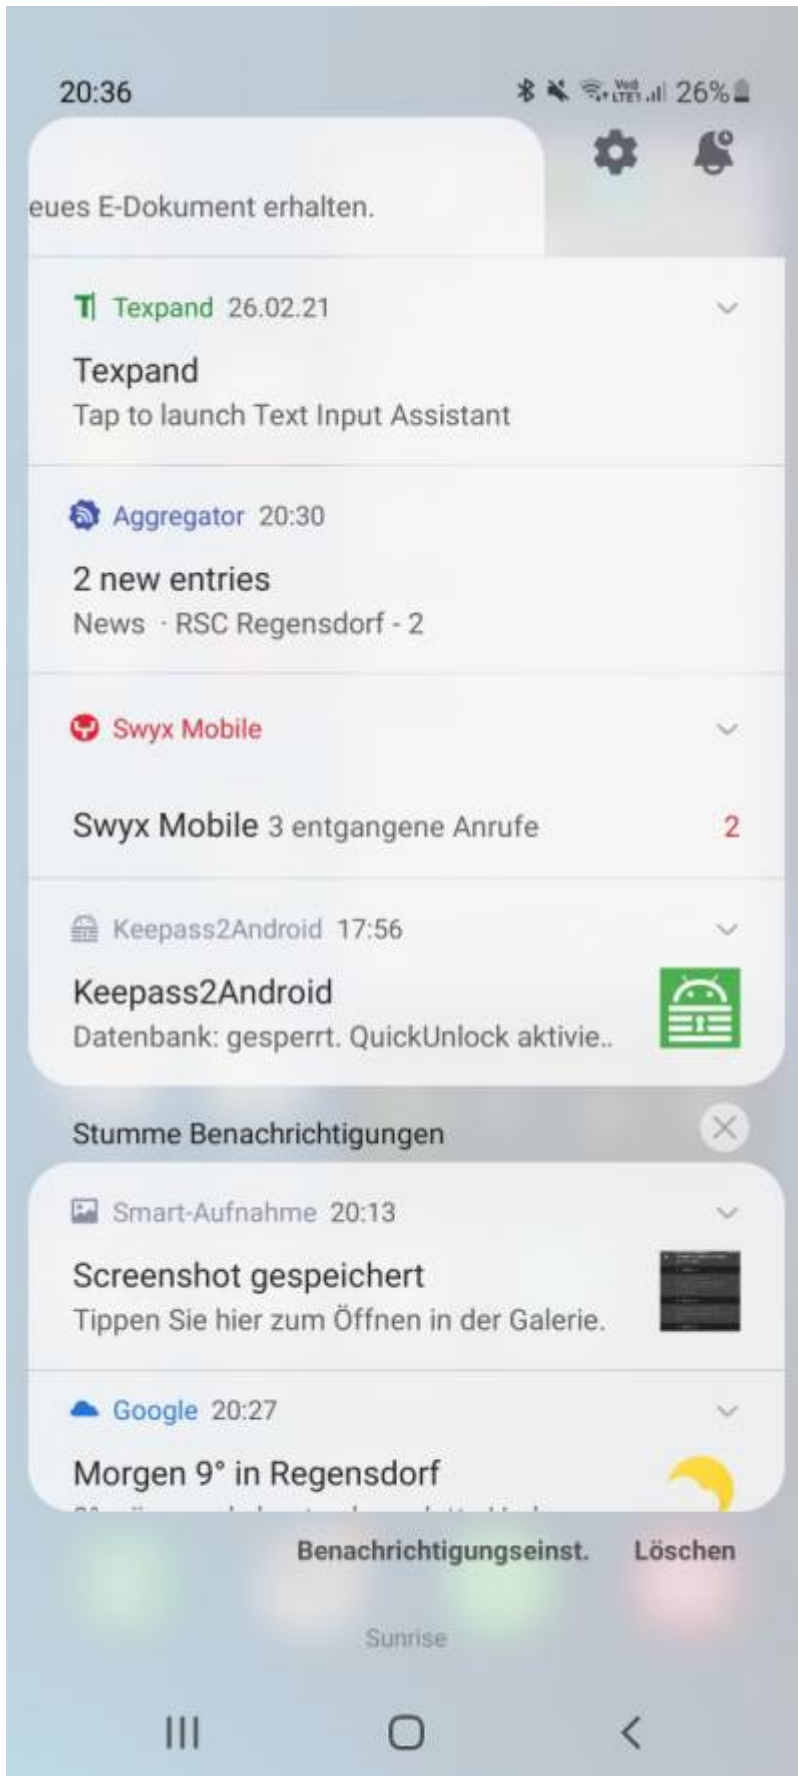 20:36 26%
eues E-Dokument erhalten.
Texpand 26.02.21
Texpand
Tap to launch Text Input Assistant
Aggregator 20:30
2 new entries
News · RSC Regensdorf - 2
Swyx Mobile
Swyx Mobile 3 entgangene Anrufe 2
Keepass2Android 17:56
Keepass2Android
Datenbank: gesperrt. QuickUnlock aktivie..
Stumme Benachrichtigungen
Smart-Aufnahme 20:13
Screenshot gespeichert
Tippen Sie hier zum Öffnen in der Galerie.
Google 20:27
Morgen 9° in Regensdorf
Benachrichtigungseinst. Löschen
Sunrise